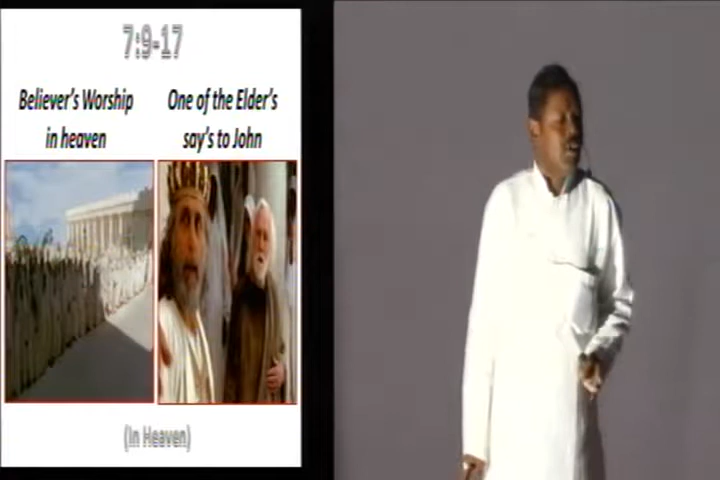 7:9-17
Believer's Worship
in heaven
One of the Elder's
say's to John
(In Heaven)